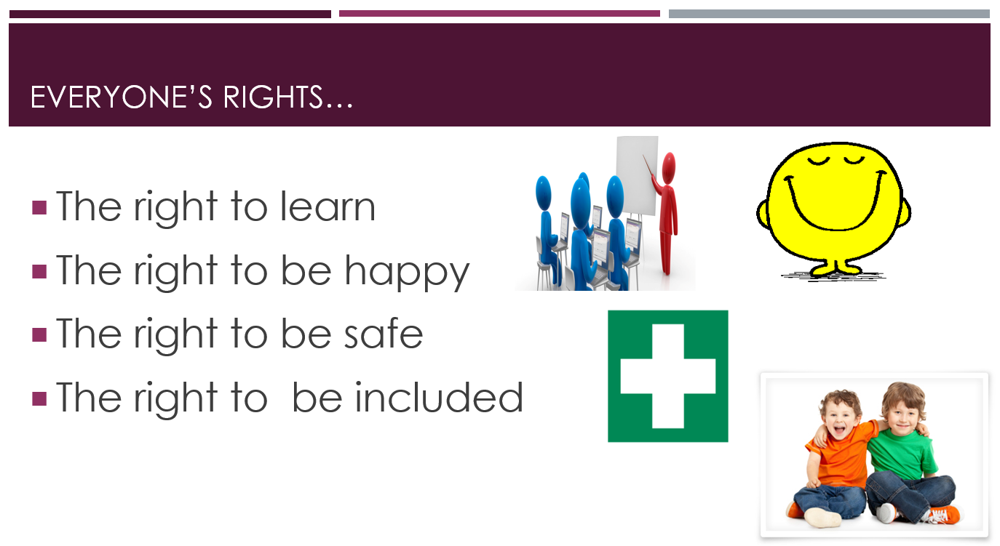 EVERYONE’S RIGHTS…
The right to learn
The right to be happy
The right to be safe
The right to  be included